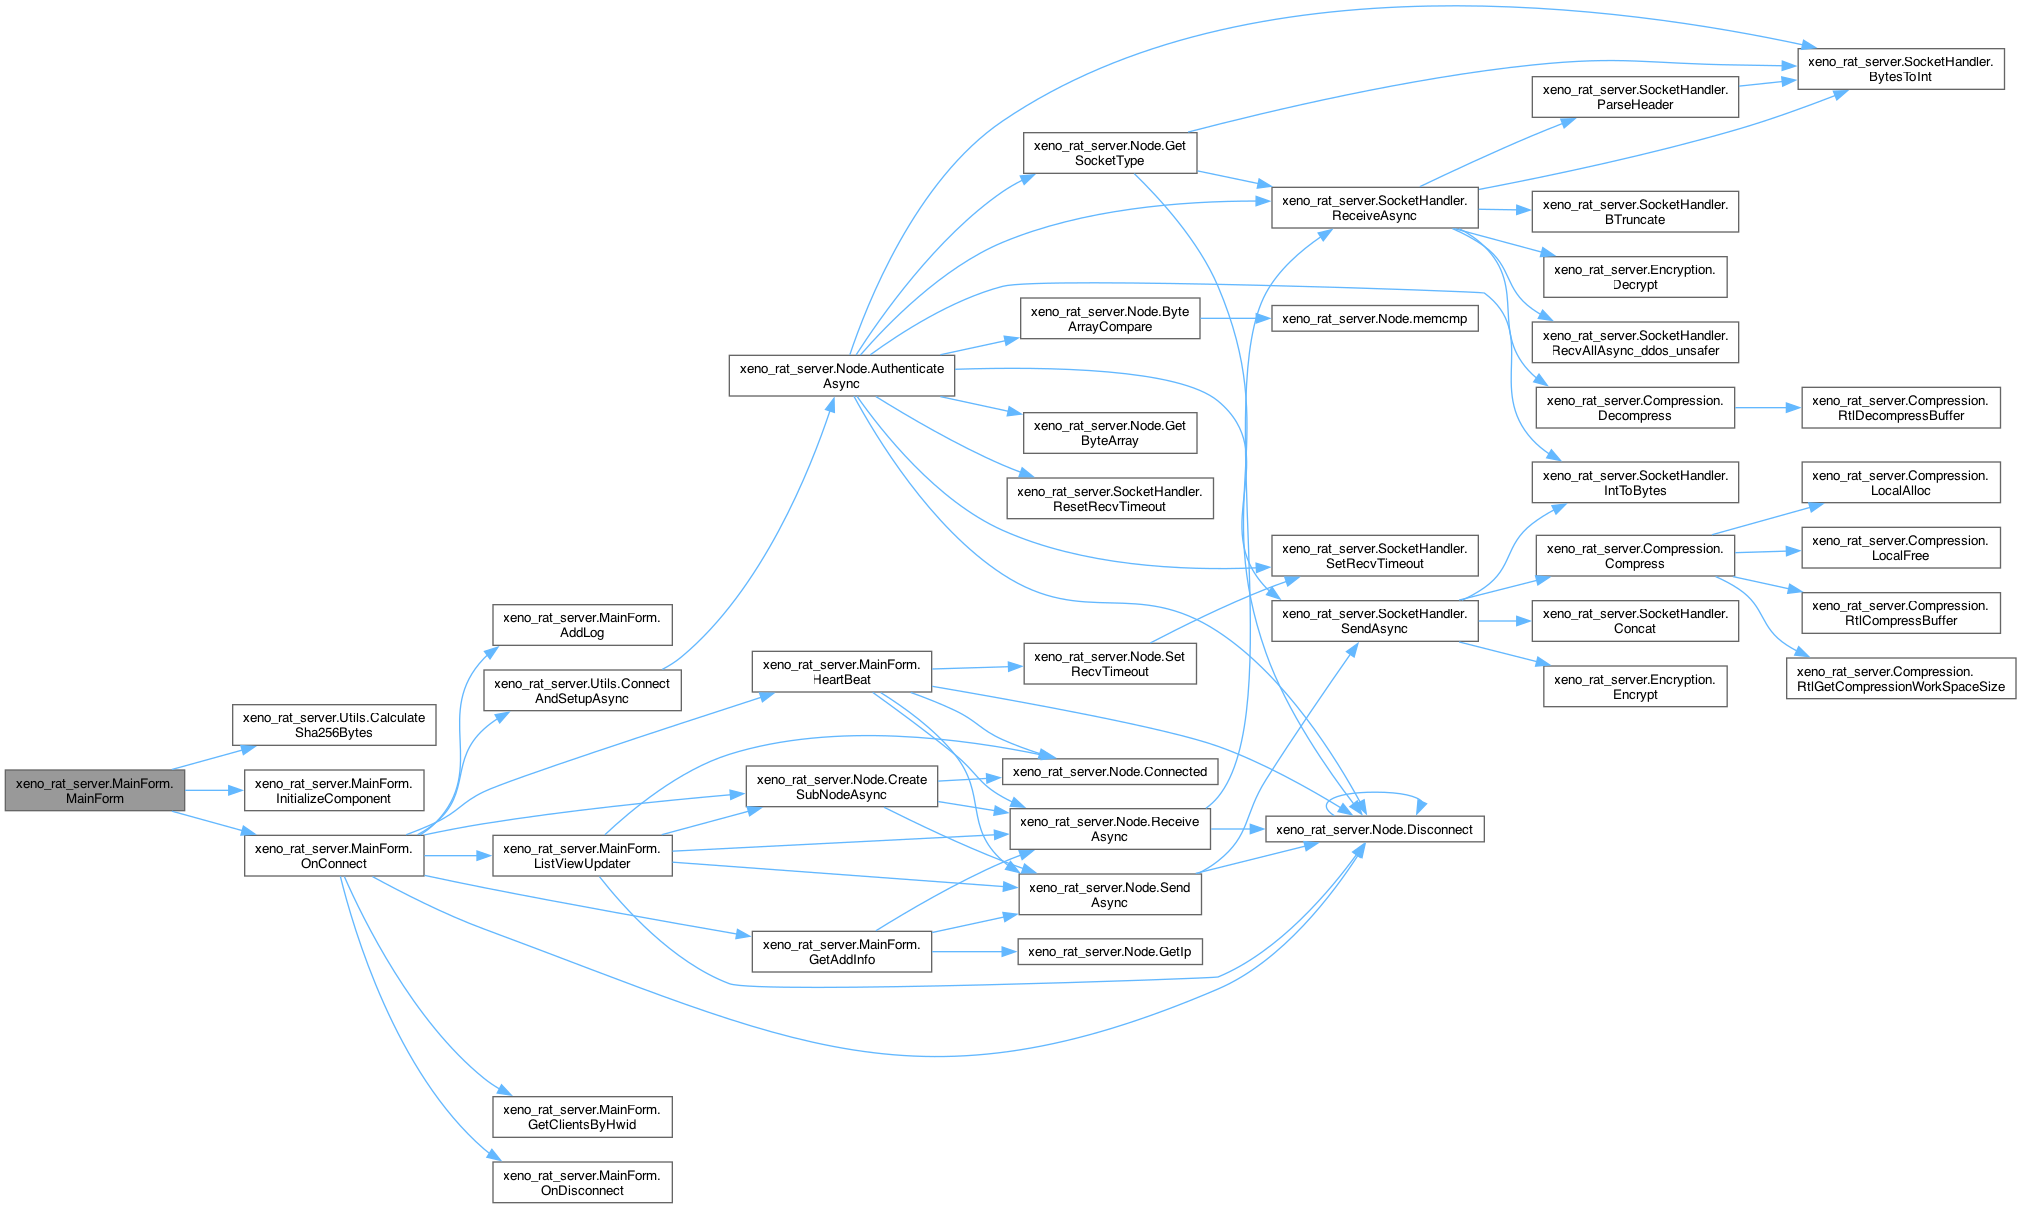 xeno_rat_server.MainForm.
MainForm
xeno_rat_server.Utils.Calculate
Sha256Bytes
xeno_rat_server.MainForm.
InitializeComponent
xeno_rat_server.MainForm.
OnConnect
xeno_rat_server.MainForm.
AddLog
xeno_rat_server.Utils.Connect
AndSetupAsync
xeno_rat_server.MainForm.
ListViewUpdater
xeno_rat_server.MainForm.
GetClientsByHwid
xeno_rat_server.MainForm.
OnDisconnect
xeno_rat_server.Node.Authenticate
Async
xeno_rat_server.MainForm.
HeartBeat
xeno_rat_server.Node.Create
SubNodeAsync
xeno_rat_server.MainForm.
GetAddInfo
xeno_rat_server.Node.Get
SocketType
xeno_rat_server.Node.Byte
ArrayCompare
xeno_rat_server.Node.Get
ByteArray
xeno_rat_server.SocketHandler.
ResetRecvTimeout
xeno_rat_server.Node.Set
RecvTimeout
xeno_rat_server.Node.Connected
xeno_rat_server.Node.Receive
Async
xeno_rat_server.Node.Send
Async
xeno_rat_server.Node.GetIp
xeno_rat_server.SocketHandler.
ReceiveAsync
xeno_rat_server.Node.memcmp
xeno_rat_server.SocketHandler.
SetRecvTimeout
xeno_rat_server.SocketHandler.
SendAsync
xeno_rat_server.Node.Disconnect
xeno_rat_server.SocketHandler.
ParseHeader
xeno_rat_server.SocketHandler.
BTruncate
xeno_rat_server.Encryption.
Decrypt
xeno_rat_server.SocketHandler.
RecvAllAsync_ddos_unsafer
xeno_rat_server.Compression.
Decompress
xeno_rat_server.SocketHandler.
IntToBytes
xeno_rat_server.Compression.
Compress
xeno_rat_server.SocketHandler.
Concat
xeno_rat_server.Encryption.
Encrypt
xeno_rat_server.SocketHandler.
BytesToInt
xeno_rat_server.Compression.
RtlDecompressBuffer
xeno_rat_server.Compression.
LocalAlloc
xeno_rat_server.Compression.
LocalFree
xeno_rat_server.Compression.
RtlCompressBuffer
xeno_rat_server.Compression.
RtlGetCompressionWorkSpaceSize